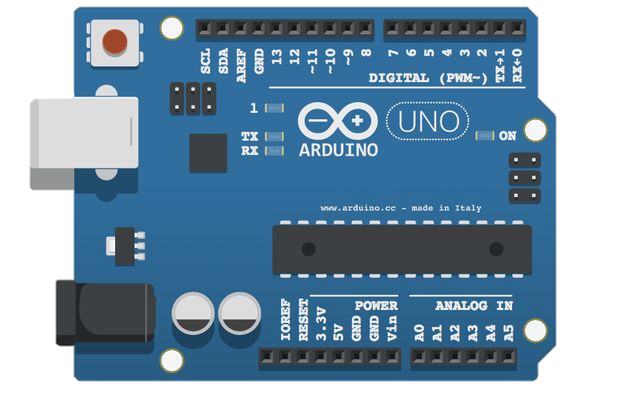 SCL
SDA
AREF
GND
13
12
~11
~10
~9
8
7
6
5
4
3
2
TX→1
RX←0
DIGITAL (PWM~)
1
TX
RX
ARDUINO
UNO
ON
www.arduino.cc - made in Italy
POWER
ANALOG IN
IOREF
RESET
3.3V
5V
GND
GND
Vin
A0
A1
A2
A3
A4
A5